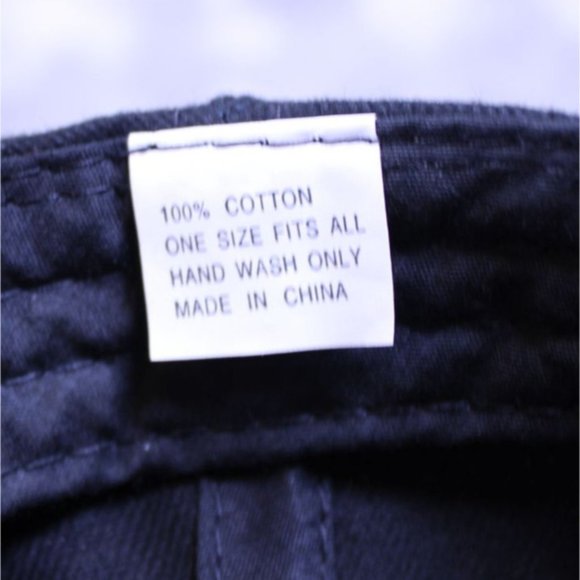 100% COTTON
ONE SIZE FITS ALL
HAND WASH ONLY
MADE IN CHINA